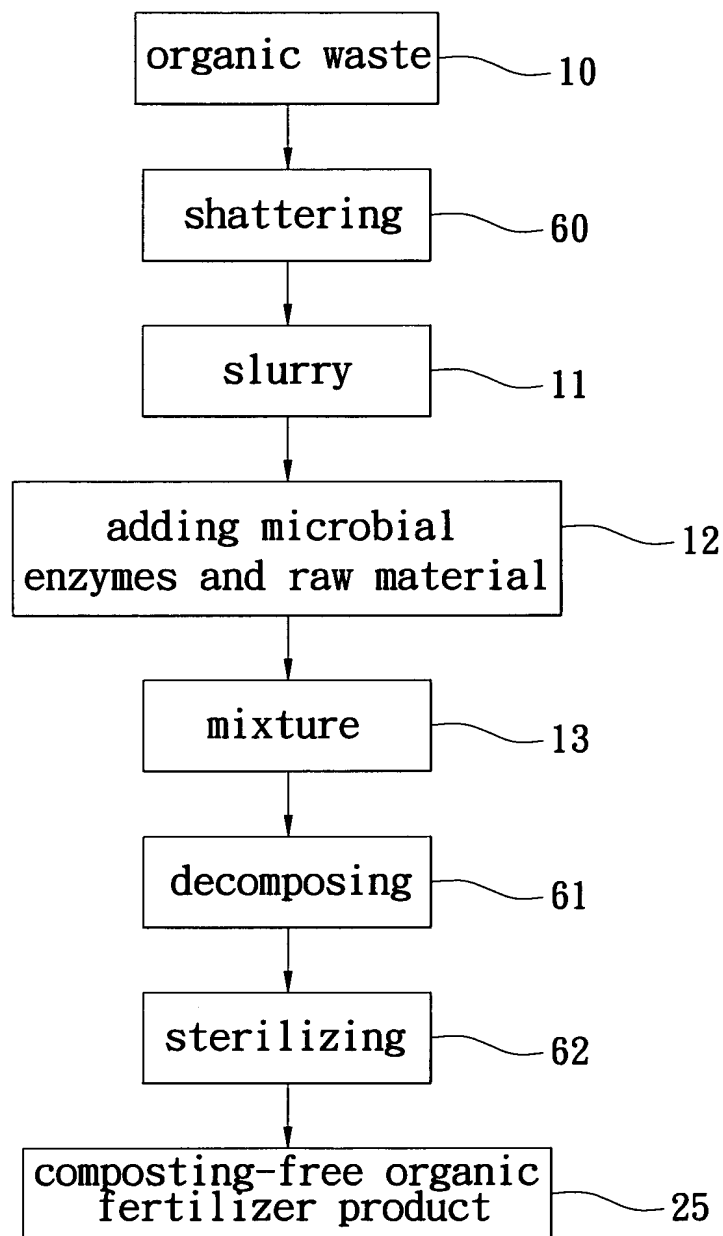 organic waste
10
shattering
60
slurry
11
adding microbial
enzymes and raw material
12
mixture
13
decomposing
61
sterilizing
62
composting-free organic
fertilizer product
25